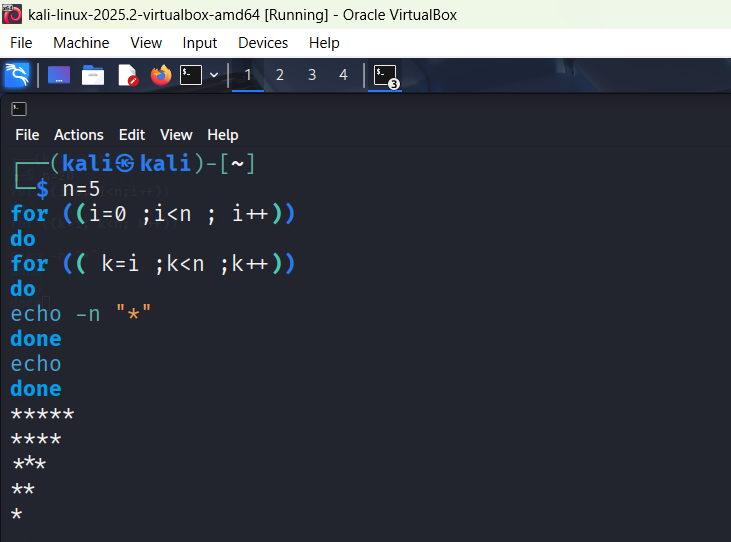 kali-linux-2025.2-virtualbox-amd64 [Running] - Oracle VirtualBox
File Machine View Input Devices Help
1 2 3 4 3
File Actions Edit View Help
┌──(kali㉿kali)-[~]
└─$ n=5
for ((i=0 ;i<n ; i++))
do
for (( k=i ;k<n ;k++))
do
echo -n "*"
done
echo
done
*****
****
***
**
*